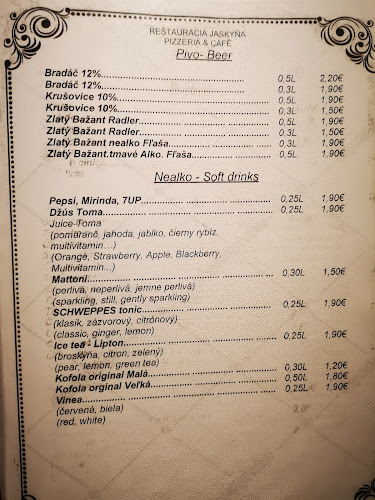 REŠTAURÁCIA JASKYŇA
PIZZERIA & CAFÉ
Pivo- Beer
Bradáč 12%............ 0,5L 2,20€
Bradáč 12%............ 0,3L 1,90€
Krušovice 10%............ 0,5L 1,90€
Krušovice 10%............ 0,3L 1,50€
Zlatý Bažant Radler............ 0,5L 1,90€
Zlatý Bažant Radler............ 0,3L 1,50€
Zlatý Bažant nealko Fľaša............ 0,5L 1,90€
Zlatý Bažant.tmavé Alko. Fľaša............ 0,5L 1,90€
Nealko - Soft drinks
Pepsi, Mirinda, 7UP............ 0,25L 1,90€
Džús Toma............ 0,25L 1,90€
Juice Toma
(pomaranč, jahoda, jablko, čierny rybíz,
multivitamín...)
(Orange, Strawberry, Apple, Blackberry,
Multivitamin...)
Mattoni............ 0,30L 1,50€
(perlivá, neperlivá, jemne perlivá)
(sparkling, still, gently sparkling)
SCHWEPPES tonic............ 0,25L 1,90€
(klasik, zázvorový, citrónový)
(classic, ginger, lemon)
Ice tea - Lipton............ 0,25L 1,90€
(broskyňa, citron, zelený)
(pear, lemon, green tea)
Kofola original Malá............ 0,30L 1,20€
Kofola orginal Veľká............ 0,50L 1,80€
Vinea............ 0,25L 1,90€
(červená, biela)
(red, white)